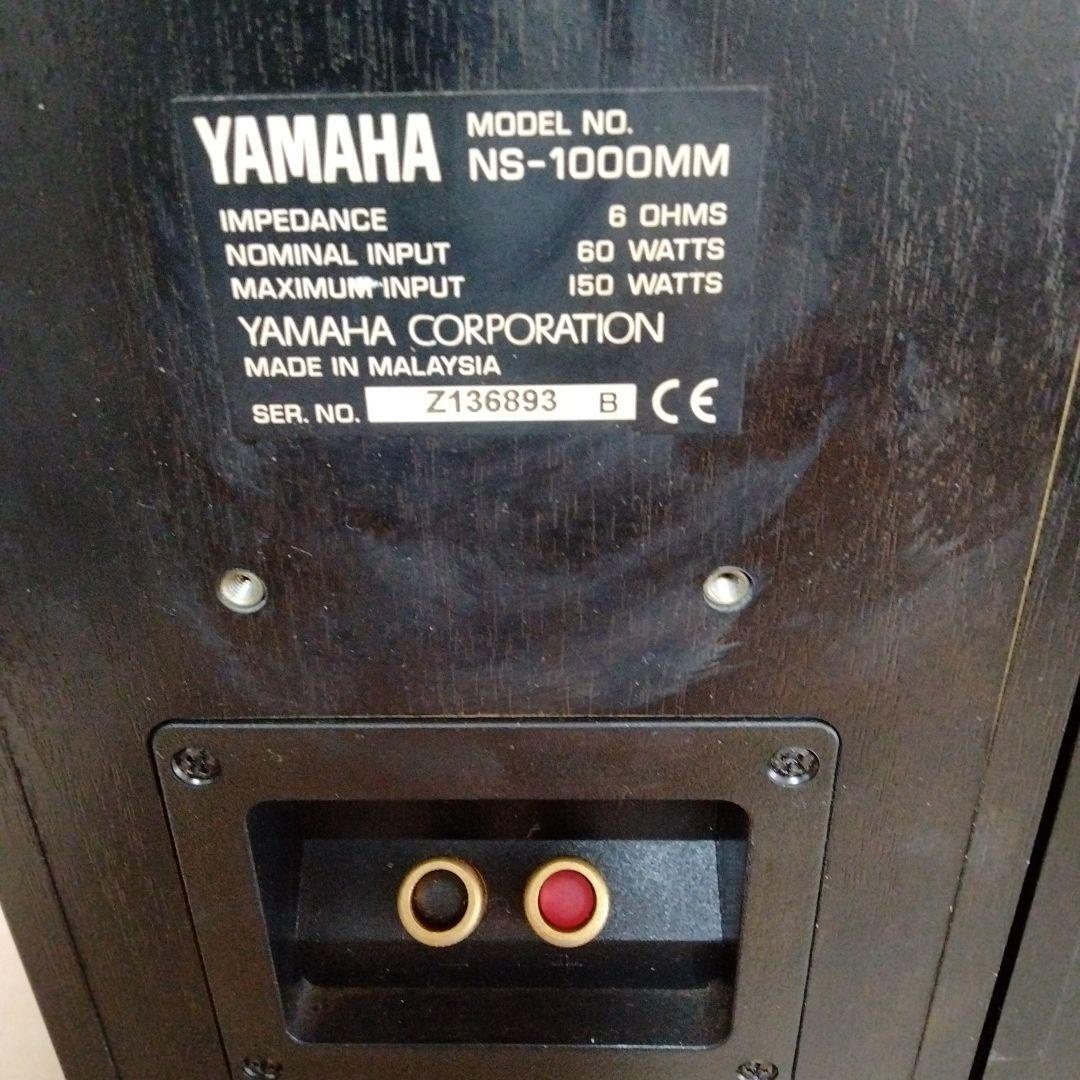 YAMAHA MODEL NO.
NS-1000MM
IMPEDANCE 6 OHMS
NOMINAL INPUT 60 WATTS
MAXIMUM INPUT 150 WATTS
YAMAHA CORPORATION
MADE IN MALAYSIA
SER. NO. Z136893 B CE